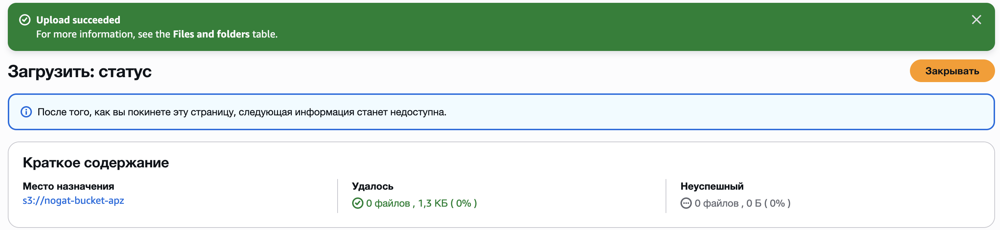 Upload succeeded
For more information, see the Files and folders table.
Загрузить: статус
Закрывать
После того, как вы покинете эту страницу, следующая информация станет недоступна.
Краткое содержание
Место назначения
s3://nogat-bucket-apz
Удалось
0 файлов , 1,3 КБ ( 0% )
Неуспешный
0 файлов , 0 Б ( 0% )